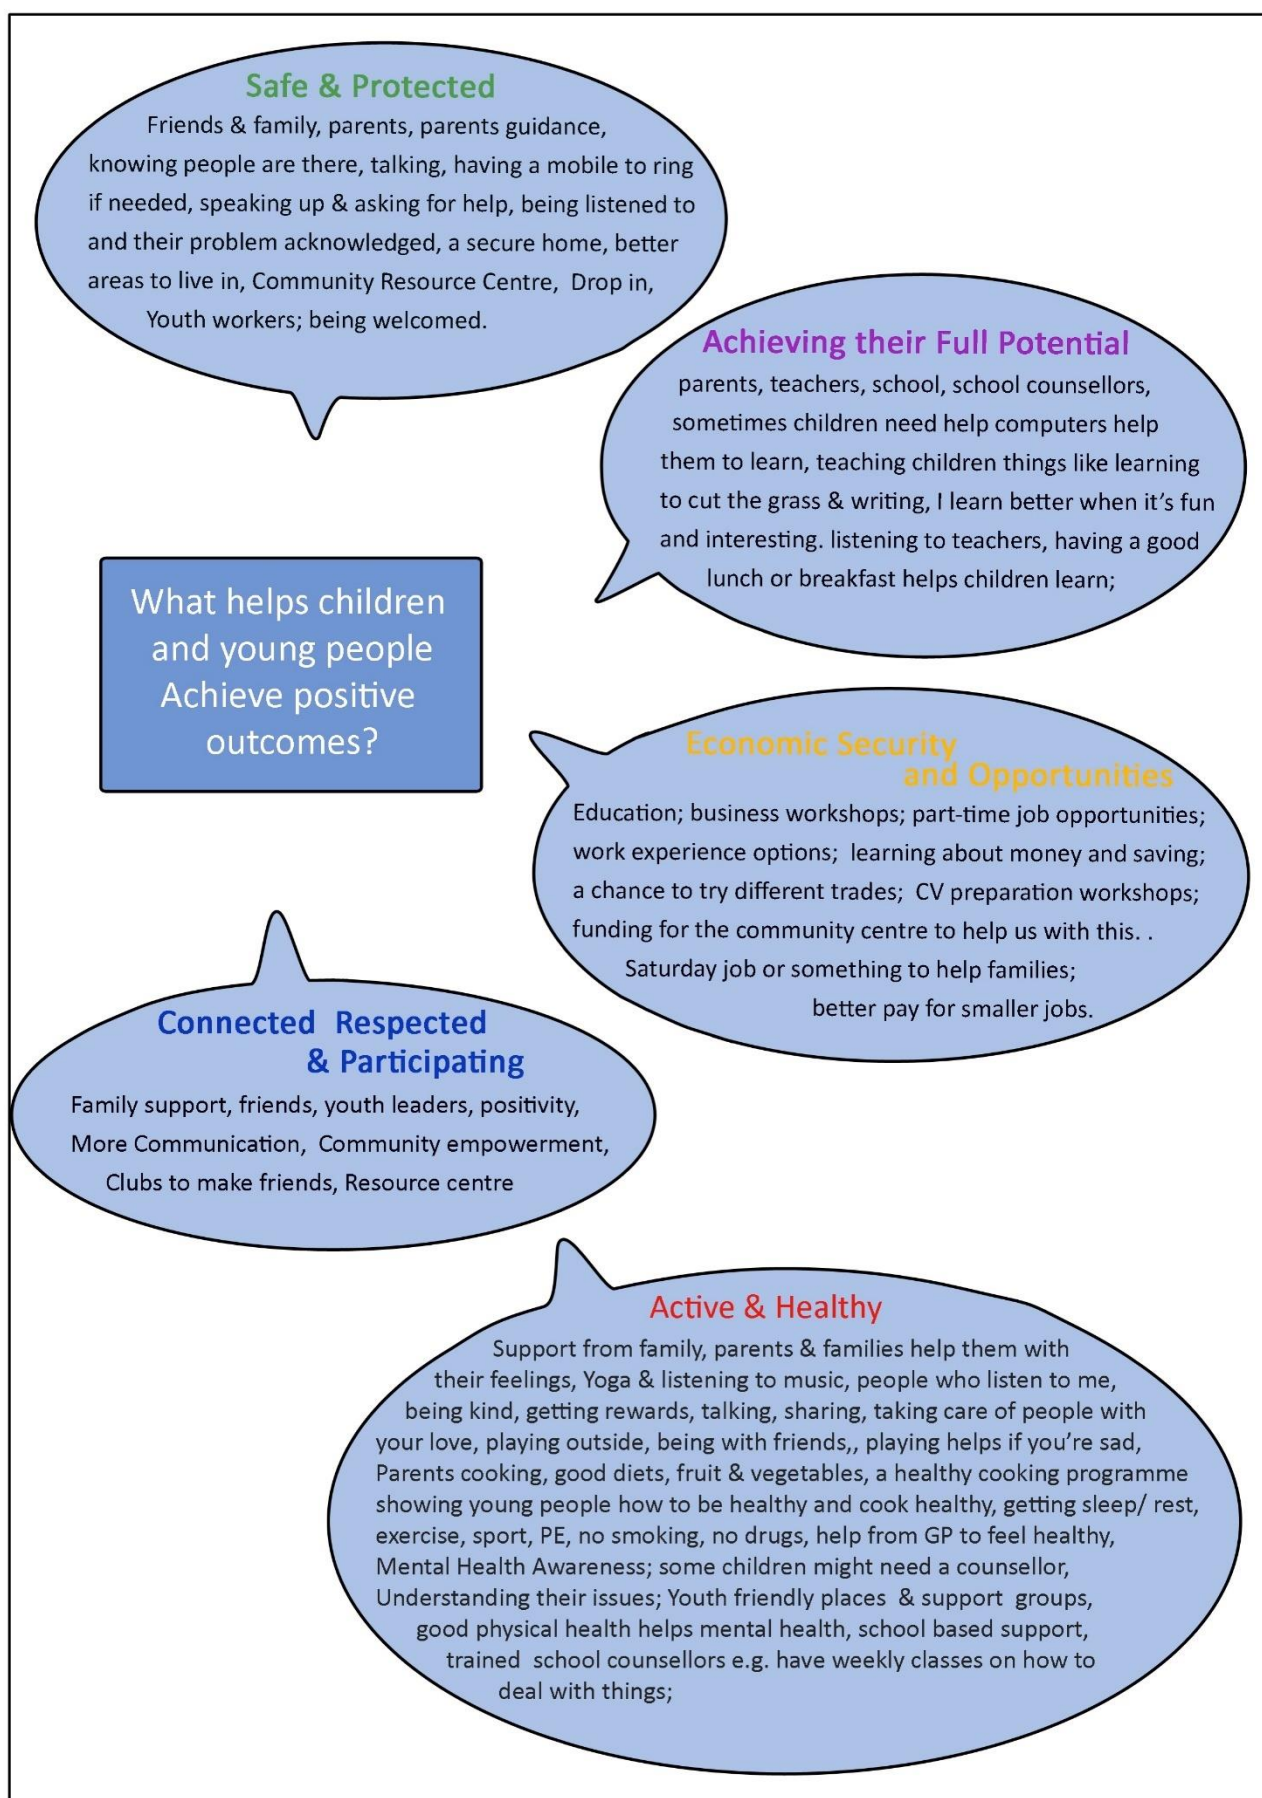 Safe & Protected
Friends & family, parents, parents guidance,
knowing people are there, talking, having a mobile to ring
if needed, speaking up & asking for help, being listened to
and their problem acknowledged, a secure home, better
areas to live in, Community Resource Centre,  Drop in,
Youth workers; being welcomed.
Achieving their Full Potential
parents, teachers, school, school counsellors,
sometimes children need help computers help
them to learn, teaching children things like learning
to cut the grass & writing, I learn better when it’s fun
and interesting. listening to teachers, having a good
lunch or breakfast helps children learn;
What helps children
and young people
Achieve positive
outcomes?
Economic Security
and Opportunities
Education; business workshops; part-time job opportunities;
work experience options;  learning about money and saving;
a chance to try different trades;  CV preparation workshops;
funding for the community centre to help us with this. .
Saturday job or something to help families;
better pay for smaller jobs.
Connected  Respected
& Participating
Family support, friends, youth leaders, positivity,
More Communication,  Community empowerment,
Clubs to make friends, Resource centre
Active & Healthy
Support from family, parents & families help them with
their feelings, Yoga & listening to music, people who listen to me,
being kind, getting rewards, talking, sharing, taking care of people with
your love, playing outside, being with friends,, playing helps if you’re sad,
Parents cooking, good diets, fruit & vegetables, a healthy cooking programme
showing young people how to be healthy and cook healthy, getting sleep/ rest,
exercise, sport, PE, no smoking, no drugs, help from GP to feel healthy,
Mental Health Awareness; some children might need a counsellor,
Understanding their issues; Youth friendly places  & support  groups,
good physical health helps mental health, school based support,
trained  school counsellors e.g. have weekly classes on how to
deal with things;